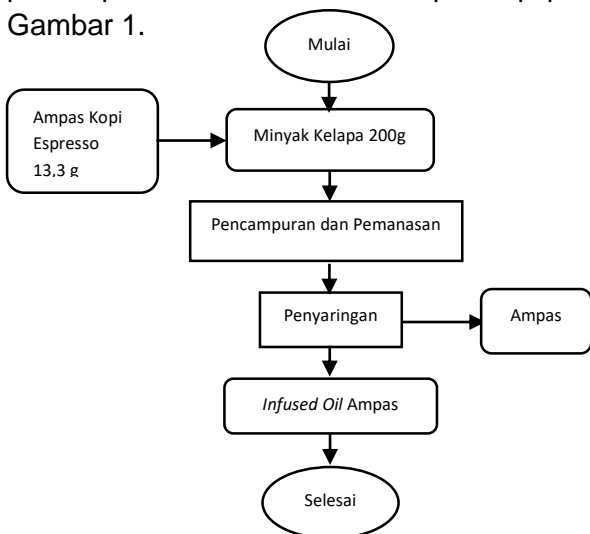 Gambar 1.
Mulai
Ampas Kopi
Espresso
13,3 g
Minyak Kelapa 200g
Pencampuran dan Pemanasan
Penyaringan
Ampas
Infused Oil Ampas
Selesai